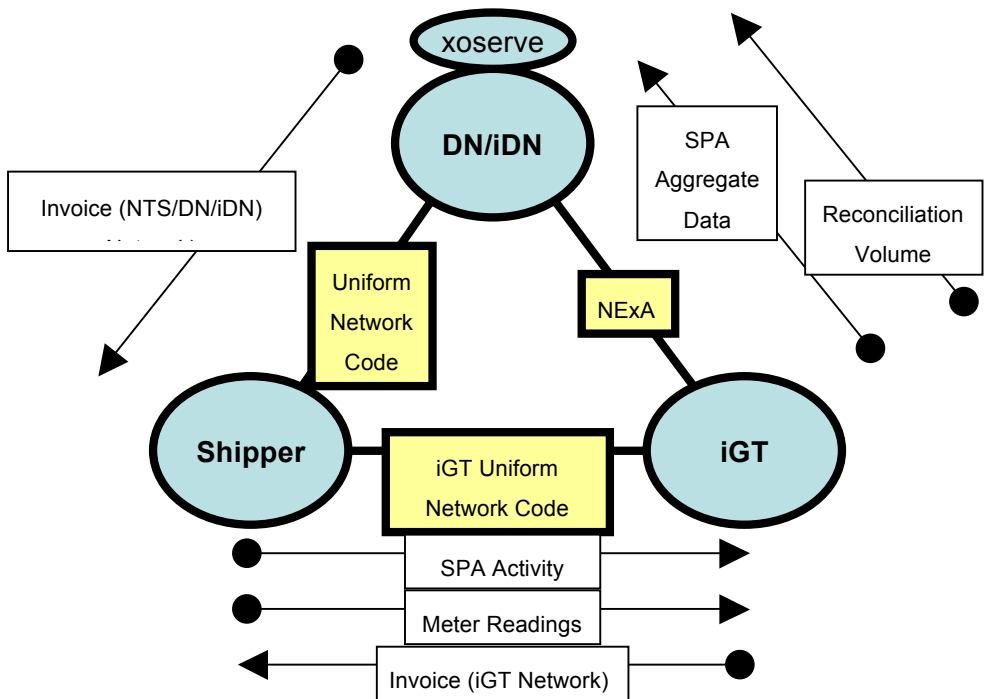 xoserve
DN/iDN
SPA
Aggregate
Data
Invoice (NTS/DN/iDN)
Reconciliation
Volume
Uniform
Network
Code
NExA
Shipper
iGT Uniform
Network Code
iGT
SPA Activity
Meter Readings
Invoice (iGT Network)